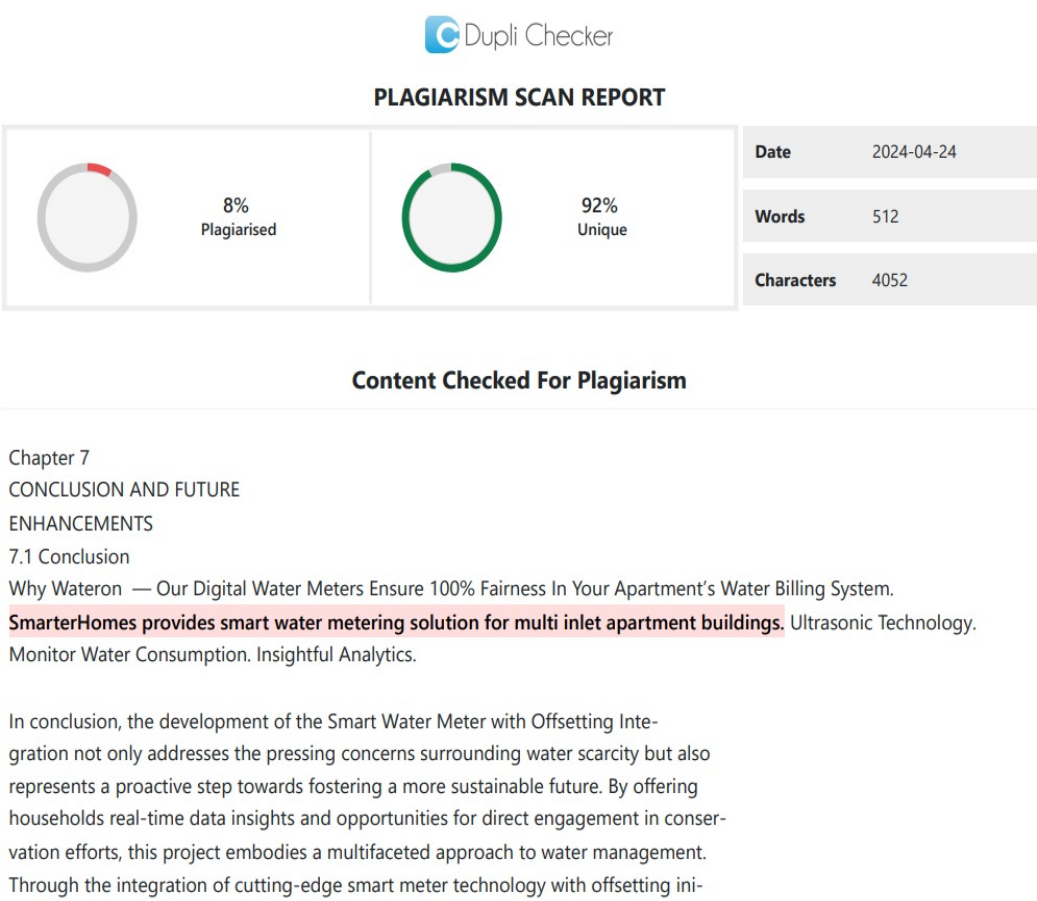 C Dupli Checker
PLAGIARISM SCAN REPORT
8%
Plagiarised
92%
Unique
Date 2024-04-24
Words 512
Characters 4052
Content Checked For Plagiarism
Chapter 7
CONCLUSION AND FUTURE
ENHANCEMENTS
7.1 Conclusion
Why Wateron — Our Digital Water Meters Ensure 100% Fairness In Your Apartment’s Water Billing System.
SmarterHomes provides smart water metering solution for multi inlet apartment buildings. Ultrasonic Technology.
Monitor Water Consumption. Insightful Analytics.
In conclusion, the development of the Smart Water Meter with Offsetting Inte-
gration not only addresses the pressing concerns surrounding water scarcity but also
represents a proactive step towards fostering a more sustainable future. By offering
households real-time data insights and opportunities for direct engagement in conser-
vation efforts, this project embodies a multifaceted approach to water management.
Through the integration of cutting-edge smart meter technology with offsetting ini-